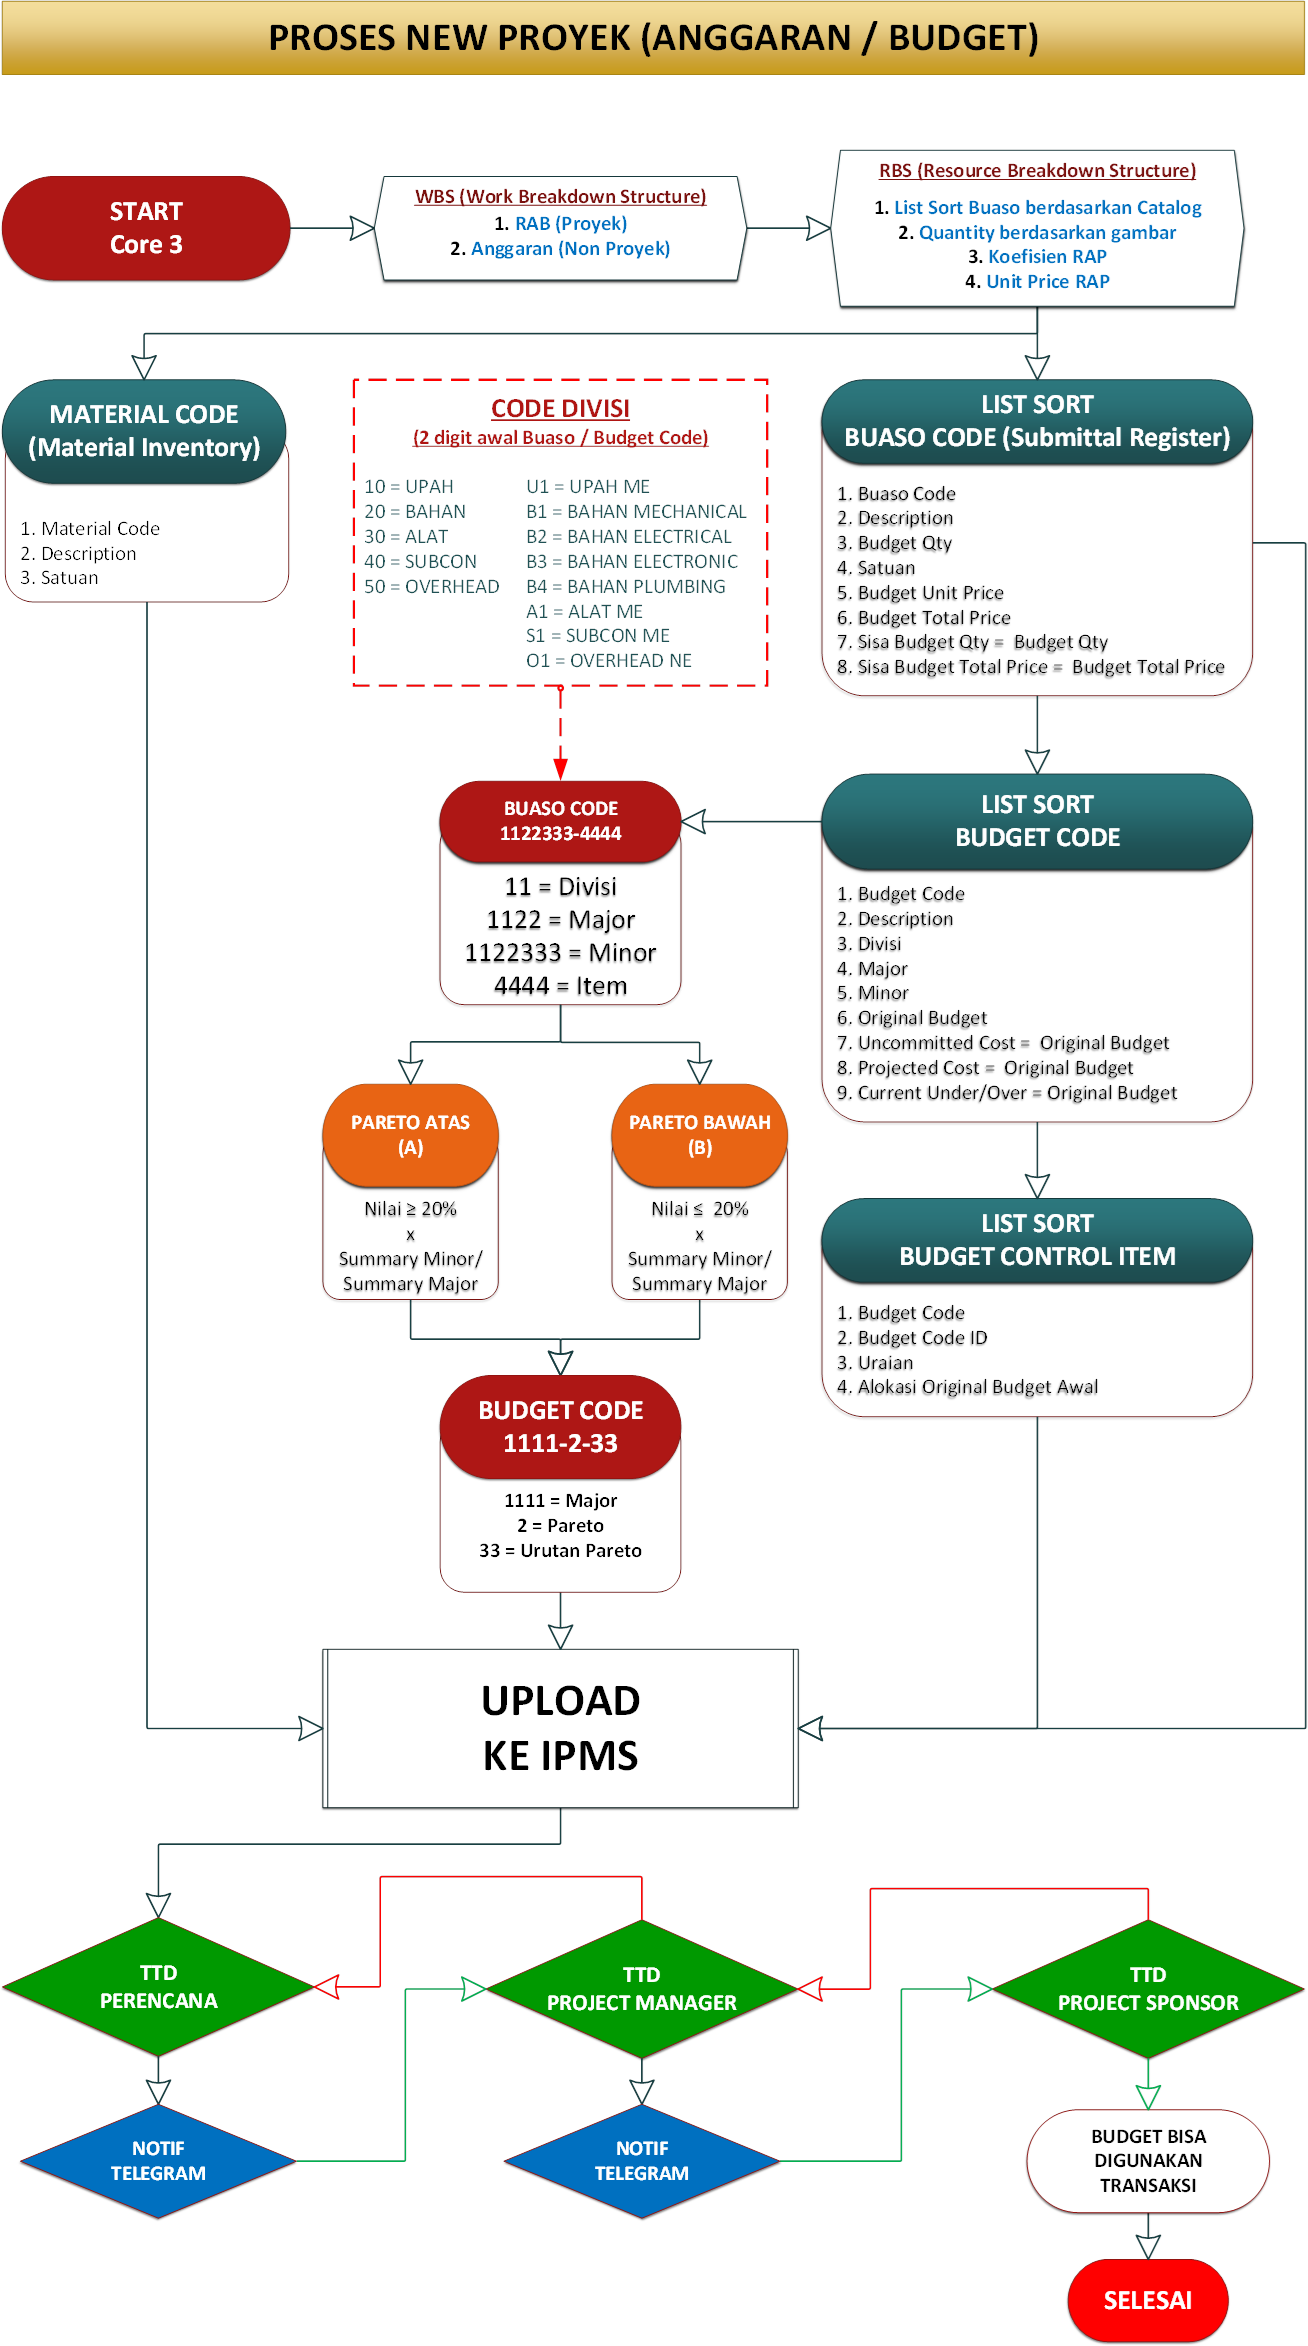 PROSES NEW PROYEK (ANGGARAN / BUDGET)
START
Core 3
WBS (Work Breakdown Structure)
1. RAB (Proyek)
2. Anggaran (Non Proyek)
RBS (Resource Breakdown Structure)
1. List Sort Buaso berdasarkan Catalog
2. Quantity berdasarkan gambar
3. Koefisien RAP
4. Unit Price RAP
MATERIAL CODE
(Material Inventory)
1. Material Code
2. Description
3. Satuan
CODE DIVISI
(2 digit awal Buaso / Budget Code)
10 = UPAH
20 = BAHAN
30 = ALAT
40 = SUBCON
50 = OVERHEAD
U1 = UPAH ME
B1 = BAHAN MECHANICAL
B2 = BAHAN ELECTRICAL
B3 = BAHAN ELECTRONIC
B4 = BAHAN PLUMBING
A1 = ALAT ME
S1 = SUBCON ME
O1 = OVERHEAD NE
LIST SORT
BUASO CODE (Submittal Register)
1. Buaso Code
2. Description
3. Budget Qty
4. Satuan
5. Budget Unit Price
6. Budget Total Price
7. Sisa Budget Qty = Budget Qty
8. Sisa Budget Total Price = Budget Total Price
BUASO CODE
1122333-4444
11 = Divisi
1122 = Major
1122333 = Minor
4444 = Item
LIST SORT
BUDGET CODE
1. Budget Code
2. Description
3. Divisi
4. Major
5. Minor
6. Original Budget
7. Uncommitted Cost = Original Budget
8. Projected Cost = Original Budget
9. Current Under/Over = Original Budget
PARETO ATAS
(A)
Nilai ≥ 20%
x
Summary Minor/
Summary Major
PARETO BAWAH
(B)
Nilai ≤ 20%
x
Summary Minor/
Summary Major
LIST SORT
BUDGET CONTROL ITEM
1. Budget Code
2. Budget Code ID
3. Uraian
4. Alokasi Original Budget Awal
BUDGET CODE
1111-2-33
1111 = Major
2 = Pareto
33 = Urutan Pareto
UPLOAD
KE IPMS
TTD
PERENCANA
TTD
PROJECT MANAGER
TTD
PROJECT SPONSOR
NOTIF
TELEGRAM
NOTIF
TELEGRAM
BUDGET BISA
DIGUNAKAN
TRANSAKSI
SELESAI